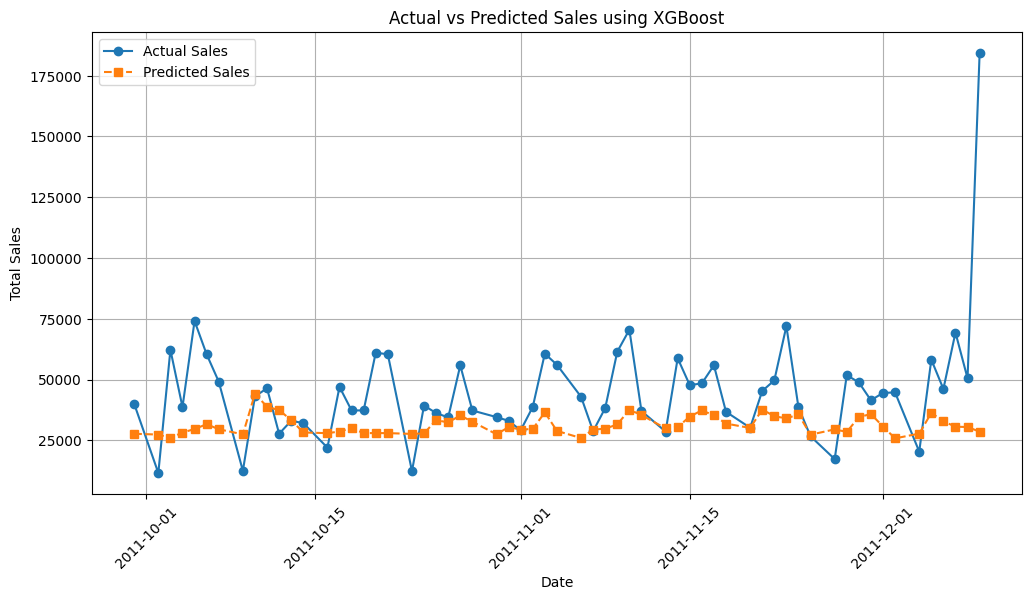 Actual vs Predicted Sales using XGBoost
Actual Sales
Predicted Sales
175000
150000
125000
100000
75000
50000
25000
Total Sales
2011-10-01
2011-10-15
2011-11-01
2011-11-15
2011-12-01
Date